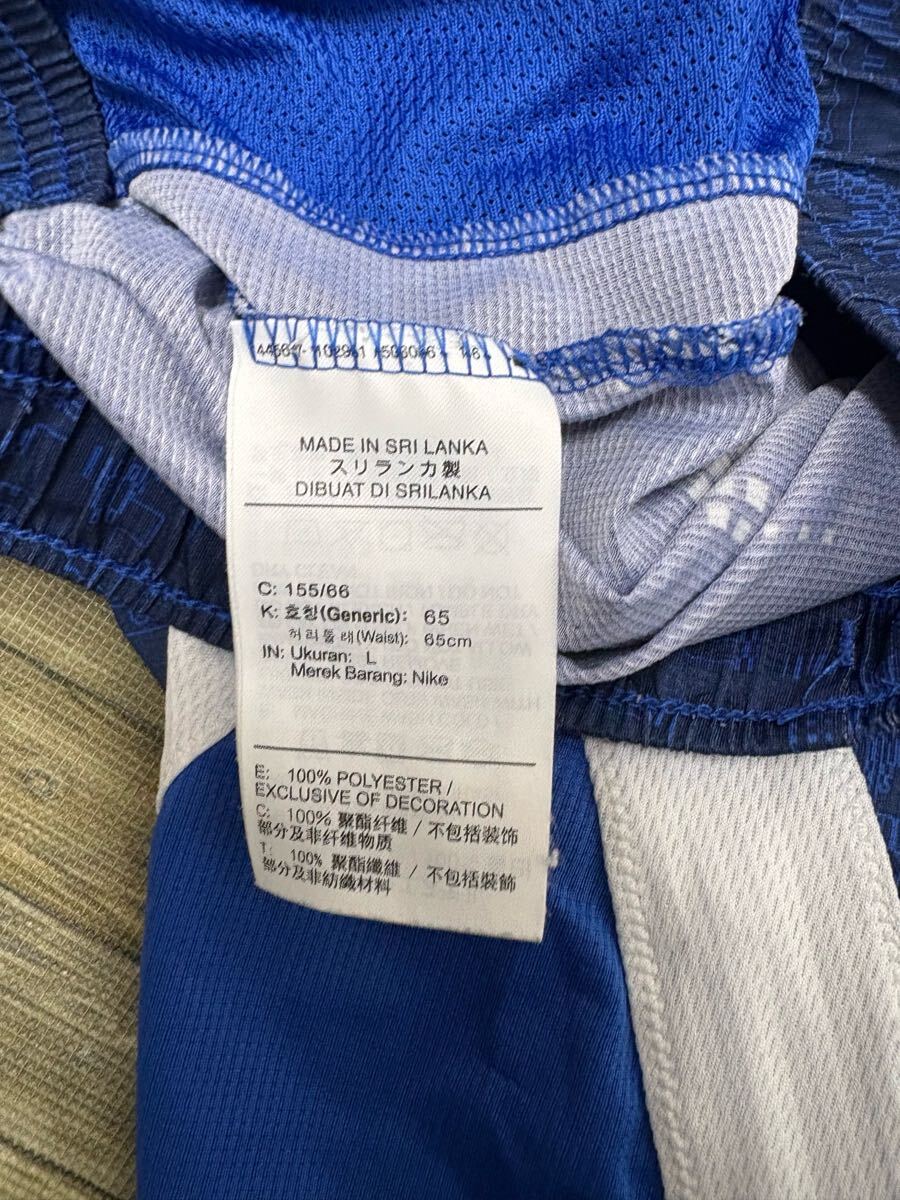 MADE IN SRI LANKA
スリランカ製
DIBUAT DI SRILANKA
C: 155/66
K: 호칭(Generic): 65
허리둘레(Waist): 65cm
IN: Ukuran: L
Merek Barang: Nike
E: 100% POLYESTER /
EXCLUSIVE OF DECORATION
C: 100% 聚酯纤维 / 不包括装饰
部分及非纤维物质
T: 100% 聚酯纖維 / 不包括裝飾
部分及非紡織材料